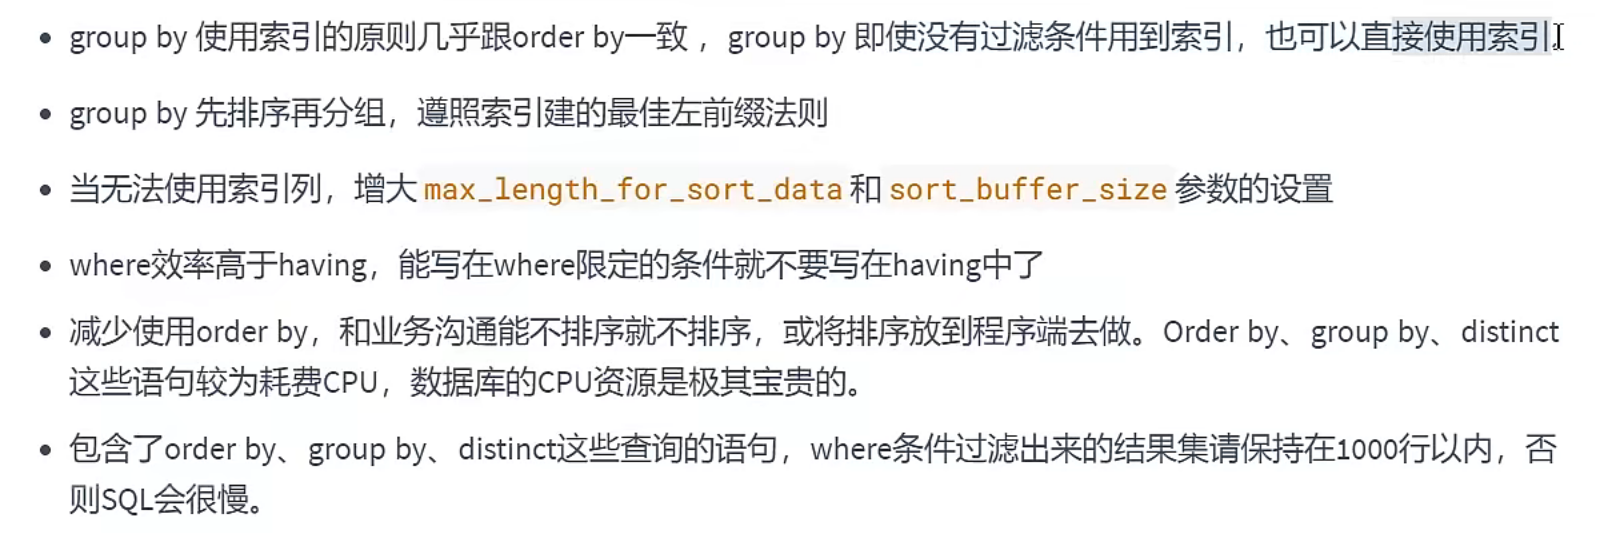 group by 使用索引的原则几乎跟order by一致 ，group by 即使没有过滤条件用到索引，也可以直接使用索引。
group by 先排序再分组，遵照索引建的最佳左前缀法则
当无法使用索引列，增大 max_length_for_sort_data 和 sort_buffer_size 参数的设置
where效率高于having，能写在where限定的条件就不要写在having中了
减少使用order by，和业务沟通能不排序就不排序，或将排序放到程序端去做。Order by、group by、distinct
这些语句较为耗费CPU，数据库的CPU资源是极其宝贵的。
包含了order by、group by、distinct这些查询的语句，where条件过滤出来的结果集请保持在1000行以内，否
则SQL会很慢。